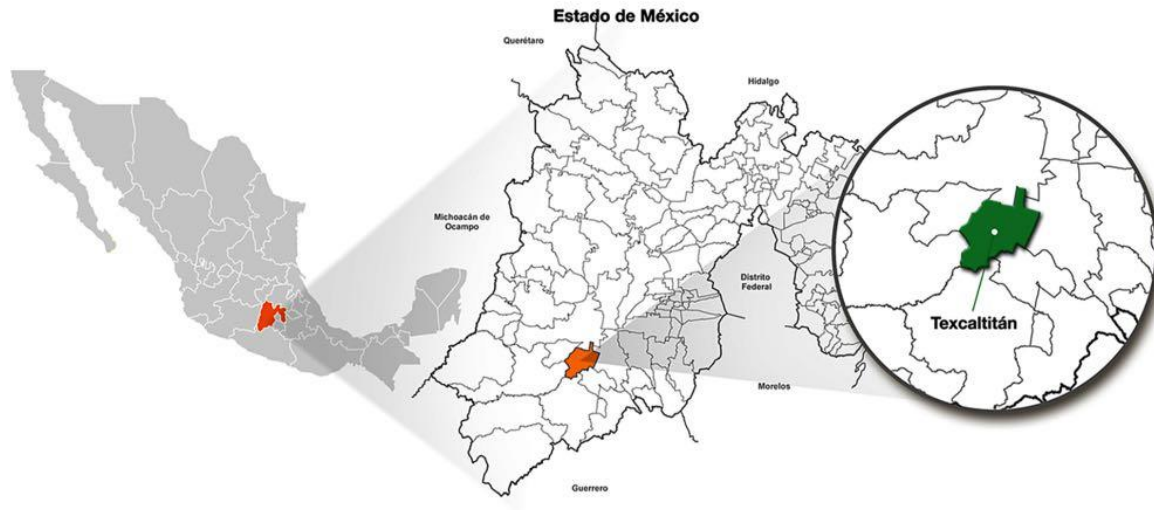 Estado de México
Querétaro
Hidalgo
Michoacán de
Ocampo
Distrito
Federal
Texcaltitán
Morelos
Guerrero